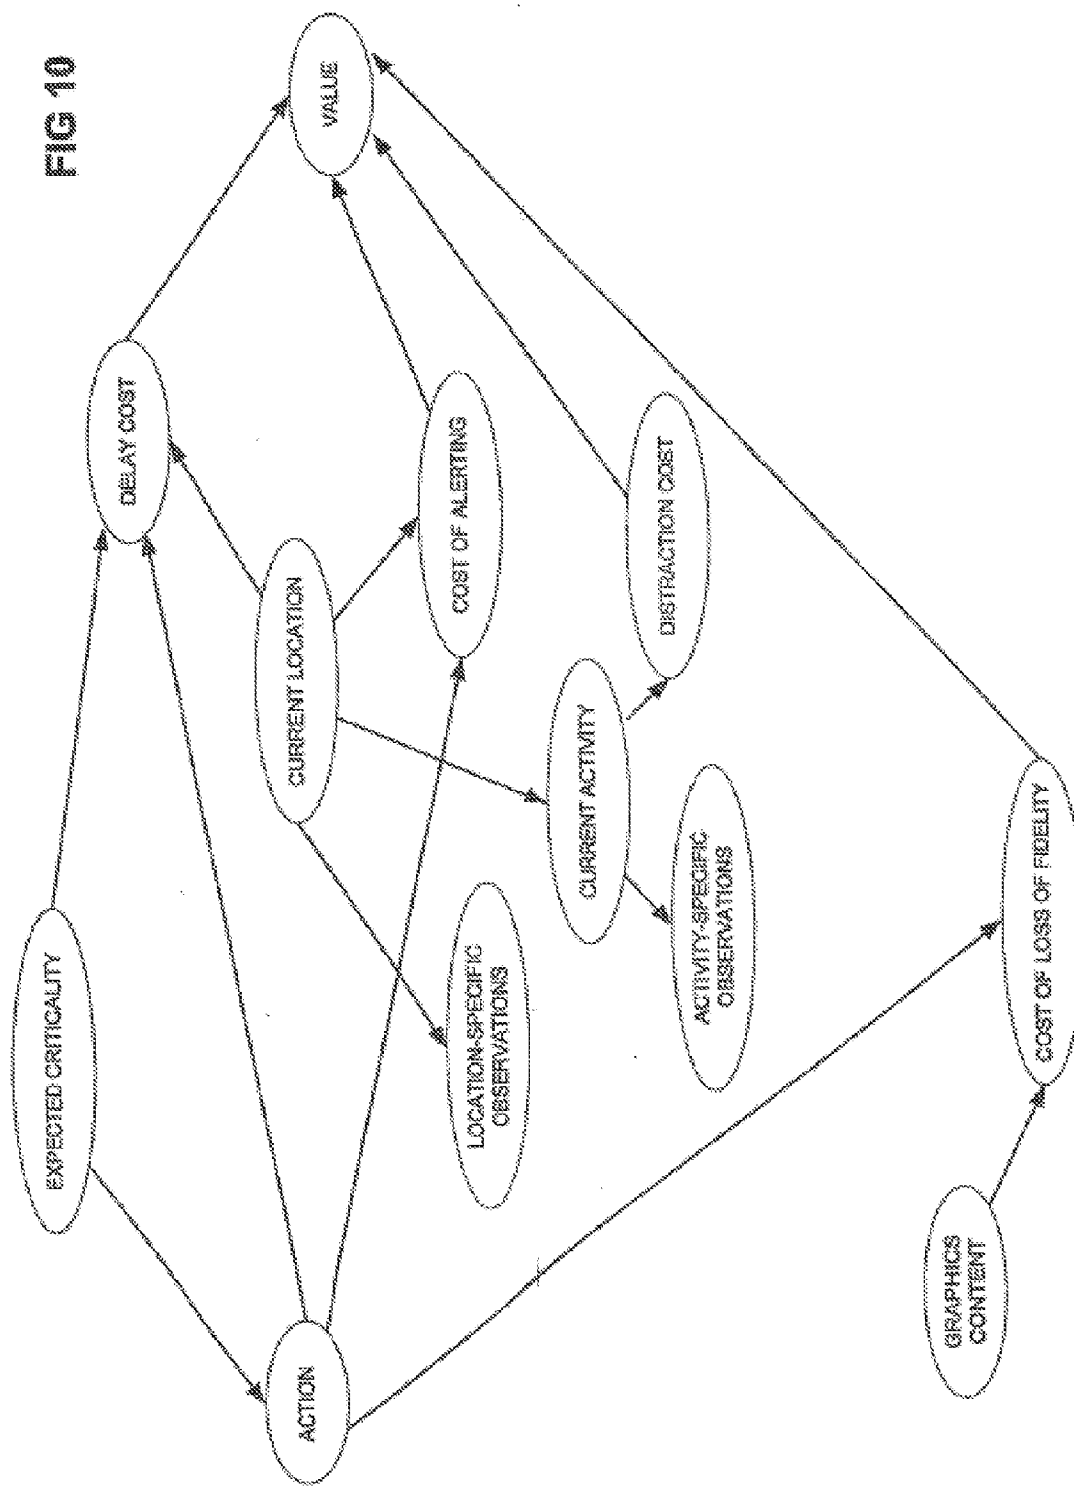 FIG 10
EXPECTED CRITICALITY
DELAY COST
VALUE
ACTION
CURRENT LOCATION
LOCATION-SPECIFIC
OBSERVATIONS
COST OF ALERTING
CURRENT ACTIVITY
ACTIVITY-SPECIFIC
OBSERVATIONS
DISTRACTION COST
GRAPHICS
CONTENT
COST OF LOSS OF FIDELITY